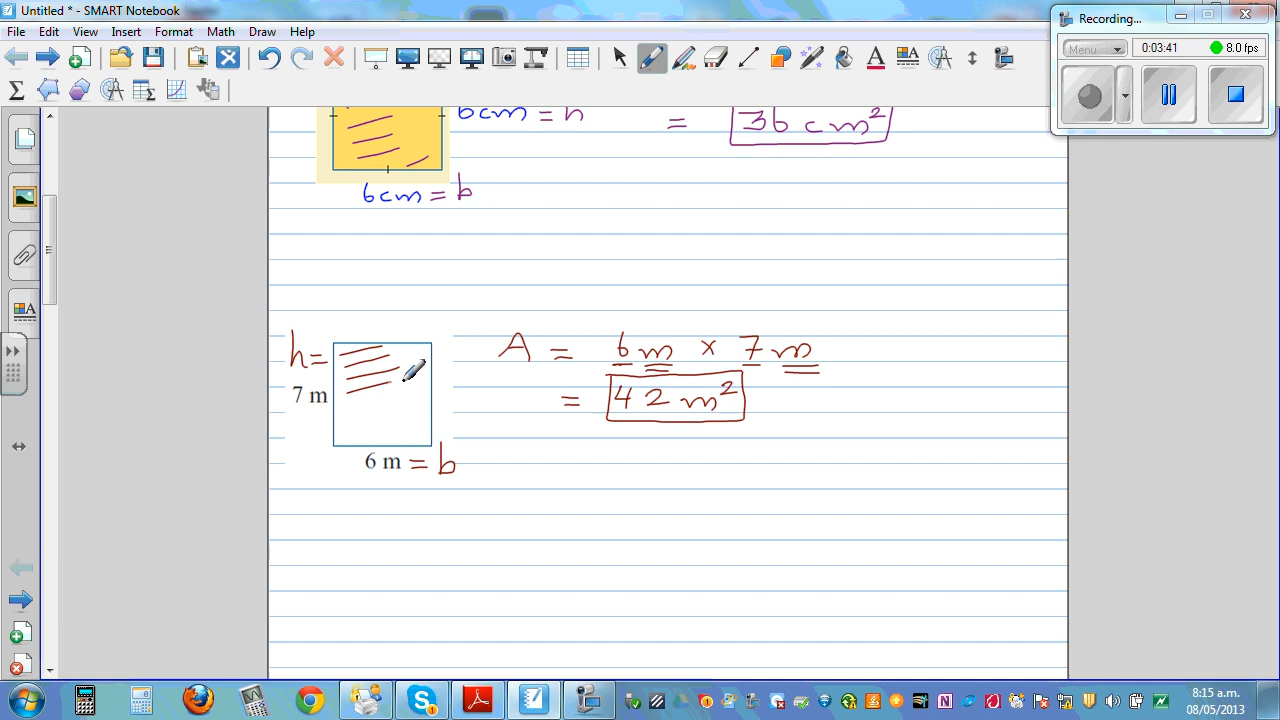 Untitled * - SMART Notebook
File Edit View Insert Format Math Draw Help
Recording...
Menu 0:03:41 8.0 fps
6cm = h
= 36 cm²
6cm = b
h=
7 m
6 m = b
A = 6 m × 7 m
= 42 m²
8:15 a.m.
08/05/2013